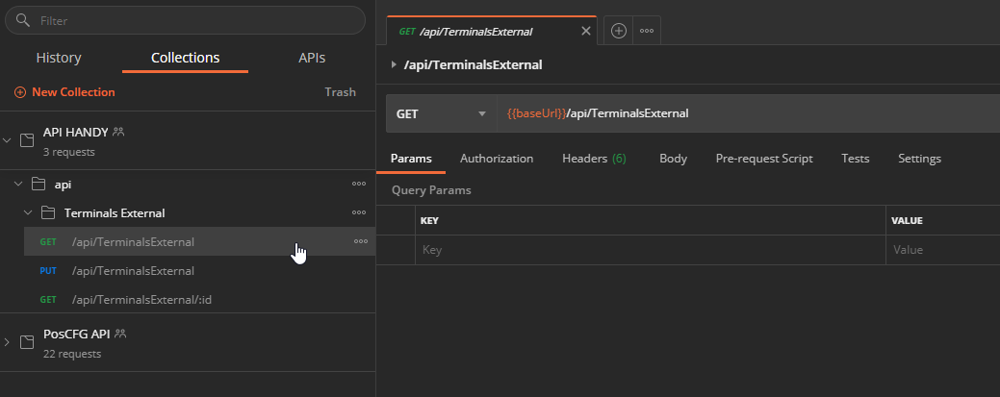 Filter
History Collections APIs
New Collection Trash
API HANDY
3 requests
api
Terminals External
GET /api/TerminalsExternal
PUT /api/TerminalsExternal
GET /api/TerminalsExternal/:id
PosCFG API
22 requests
GET /api/TerminalsExternal
/api/TerminalsExternal
GET {{baseUrl}}/api/TerminalsExternal
Params Authorization Headers (6) Body Pre-request Script Tests Settings
Query Params
KEY VALUE
Key Value